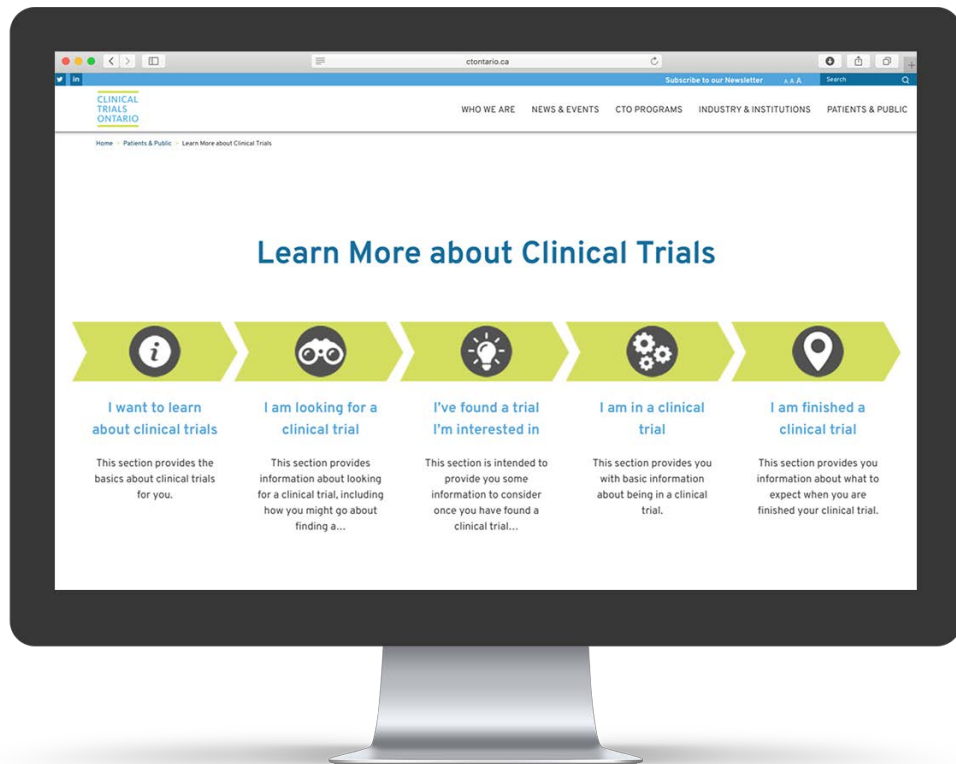 ctontario.ca
in
Subscribe to our Newsletter
A A A
Search
CLINICAL
TRIALS
ONTARIO
WHO WE ARE NEWS & EVENTS CTO PROGRAMS INDUSTRY & INSTITUTIONS PATIENTS & PUBLIC
Home > Patients & Public > Learn More about Clinical Trials
Learn More about Clinical Trials
i
I want to learn
about clinical trials
This section provides the
basics about clinical trials
for you.
I am looking for a
clinical trial
This section provides
information about looking
for a clinical trial, including
how you might go about
finding a...
I've found a trial
I'm interested in
This section is intended to
provide you some
information to consider
once you have found a
clinical trial...
I am in a clinical
trial
This section provides you
with basic information
about being in a clinical
trial.
I am finished a
clinical trial
This section provides you
information about what to
expect when you are
finished your clinical trial.